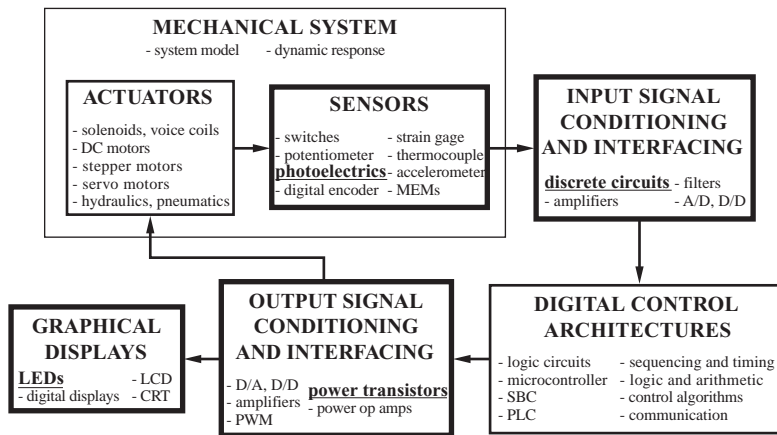 MECHANICAL SYSTEM
- system model - dynamic response
ACTUATORS
- solenoids, voice coils
- DC motors
- stepper motors
- servo motors
- hydraulics, pneumatics
SENSORS
- switches - strain gage
- potentiometer - thermocouple
photoelectrics - accelerometer
- digital encoder - MEMs
INPUT SIGNAL
CONDITIONING
AND INTERFACING
discrete circuits - filters
- amplifiers - A/D, D/D
GRAPHICAL
DISPLAYS
LEDs - LCD
- digital displays - CRT
OUTPUT SIGNAL
CONDITIONING
AND INTERFACING
- D/A, D/D power transistors
- amplifiers - power op amps
- PWM
DIGITAL CONTROL
ARCHITECTURES
- logic circuits - sequencing and timing
- microcontroller - logic and arithmetic
- SBC - control algorithms
- PLC - communication